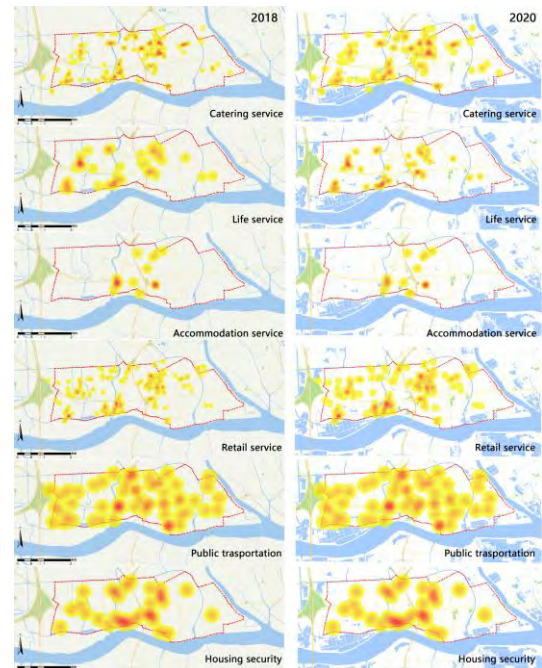 2018
2020
Catering service
Catering service
Life service
Life service
Accommodation service
Accommodation service
Retail service
Retail service
Public trasportation
Public trasportation
Housing security
Housing security